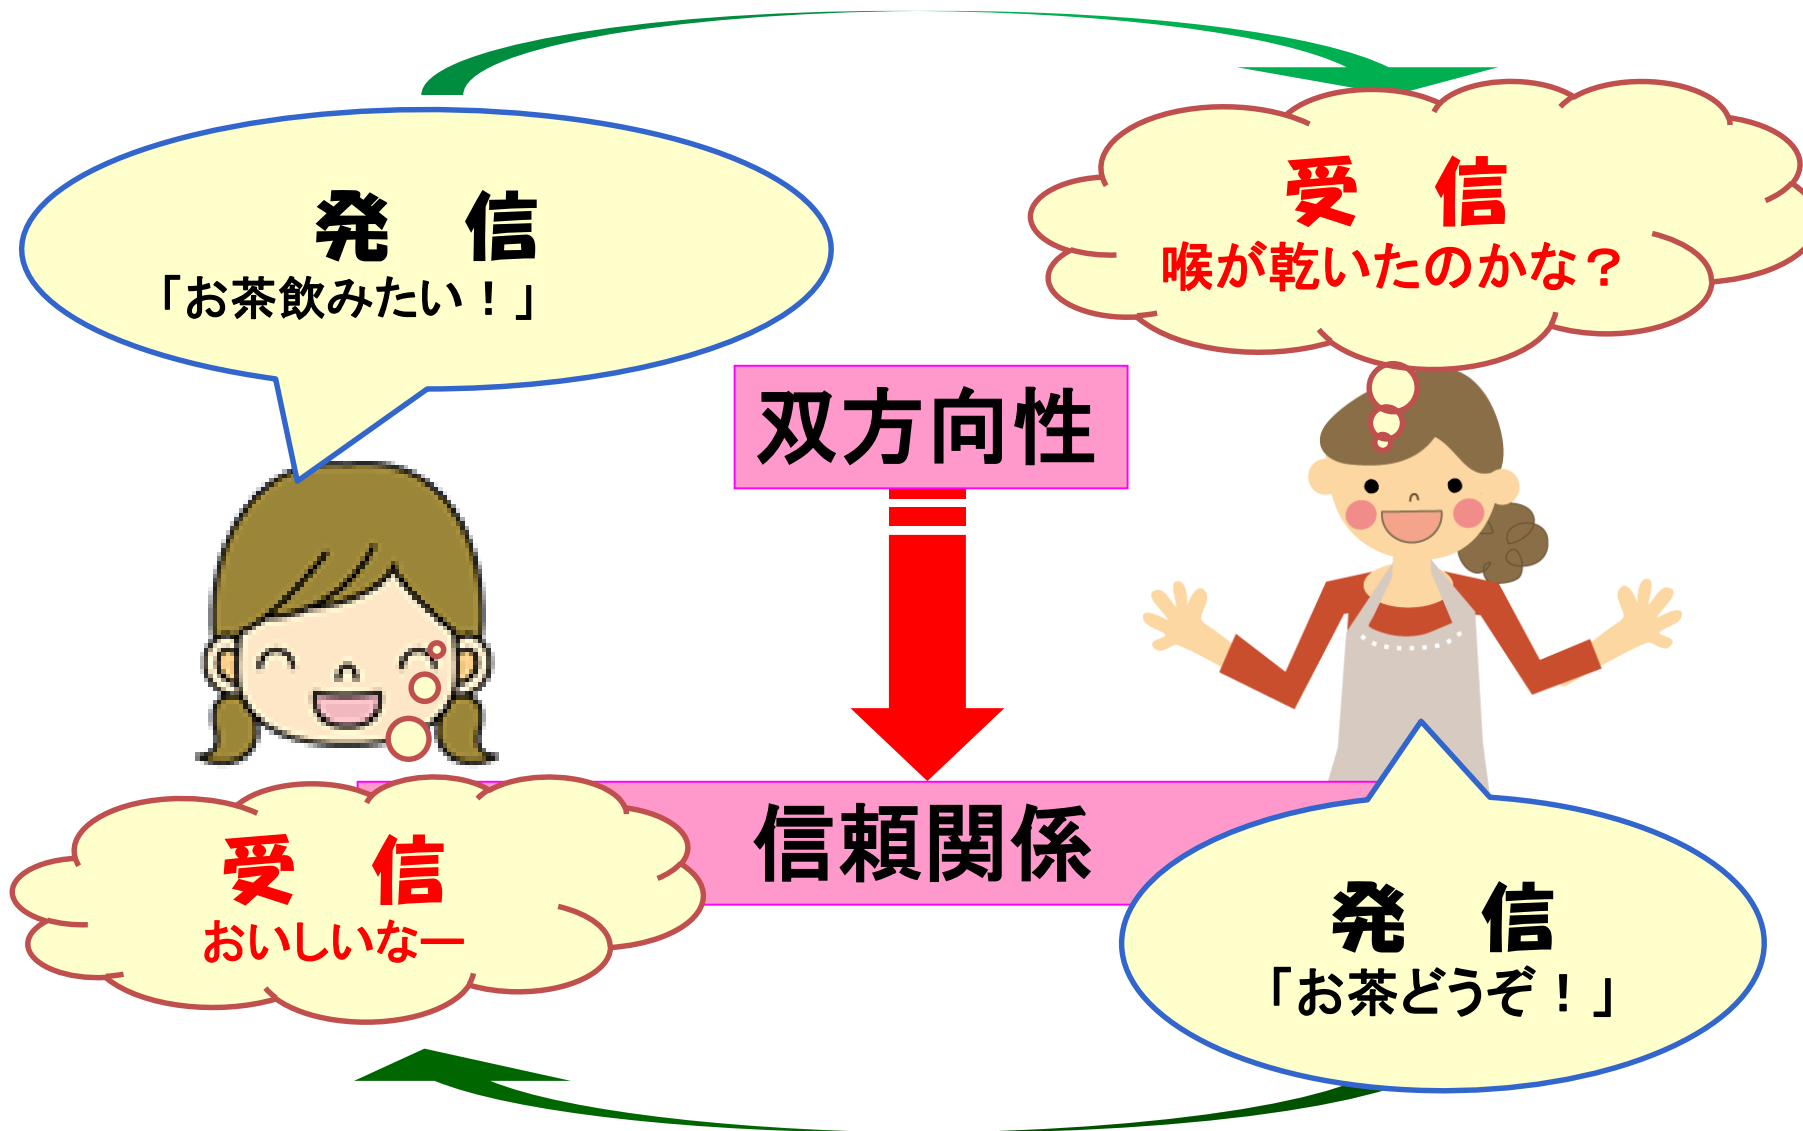 発　信
「お茶飲みたい！」
受　信
喉が乾いたのかな？
双方向性
信頼関係
受　信
おいしいなー
発　信
「お茶どうぞ！」